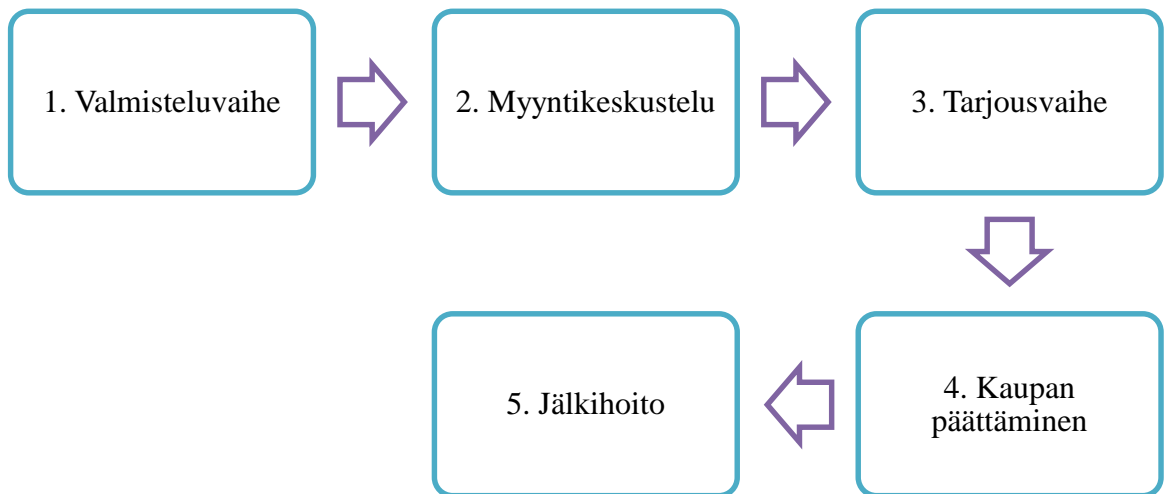 1. Valmisteluvaihe
2. Myyntikeskustelu
3. Tarjousvaihe
4. Kaupan
päättäminen
5. Jälkihoito